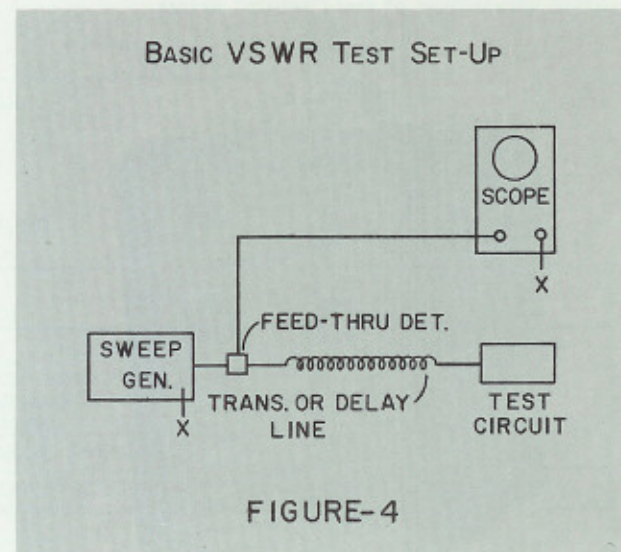 BASIC VSWR TEST SET-UP
SCOPE
X
FEED-THRU DET.
SWEEP
GEN.
X
TRANS. OR DELAY
LINE
TEST
CIRCUIT
FIGURE-4